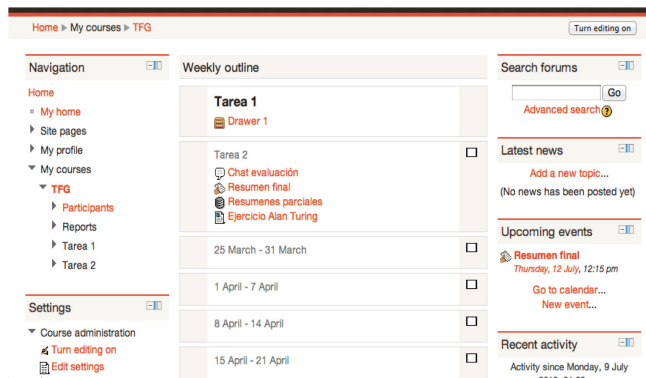 Home ▶ My courses ▶ TFG
Turn editing on
Navigation
Home
My home
Site pages
My profile
My courses
TFG
Participants
Reports
Tarea 1
Tarea 2
Settings
Course administration
Turn editing on
Edit settings
Weekly outline
Tarea 1
Drawer 1
Tarea 2
Chat evaluación
Resumen final
Resumenes parciales
Ejercicio Alan Turing
25 March - 31 March
1 April - 7 April
8 April - 14 April
15 April - 21 April
Search forums
Go
Advanced search
Latest news
Add a new topic...
(No news has been posted yet)
Upcoming events
Resumen final
Thursday, 12 July, 12:15 pm
Go to calendar...
New event...
Recent activity
Activity since Monday, 9 July